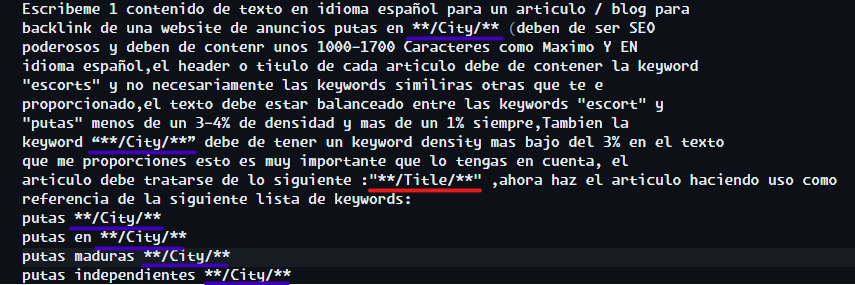 Escribeme 1 contenido de texto en idioma español para un articulo / blog para
backlink de una website de anuncios putas en **/City/** (deben de ser SEO
poderosos y deben de contenr unos 1000-1700 Caracteres como Maximo Y EN
idioma español,el header o titulo de cada articulo debe de contener la keyword
"escorts" y no necesariamente las keywords similiras otras que te e
proporcionado,el texto debe estar balanceado entre las keywords "escort" y
"putas" menos de un 3-4% de densidad y mas de un 1% siempre,Tambien la
keyword “**/City/**” debe de tener un keyword density mas bajo del 3% en el texto
que me proporciones esto es muy importante que lo tengas en cuenta, el
articulo debe tratarse de lo siguiente :"**/Title/**" ,ahora haz el articulo haciendo uso como
referencia de la siguiente lista de keywords:
putas **/City/**
putas en **/City/**
putas maduras **/City/**
putas independientes **/City/**